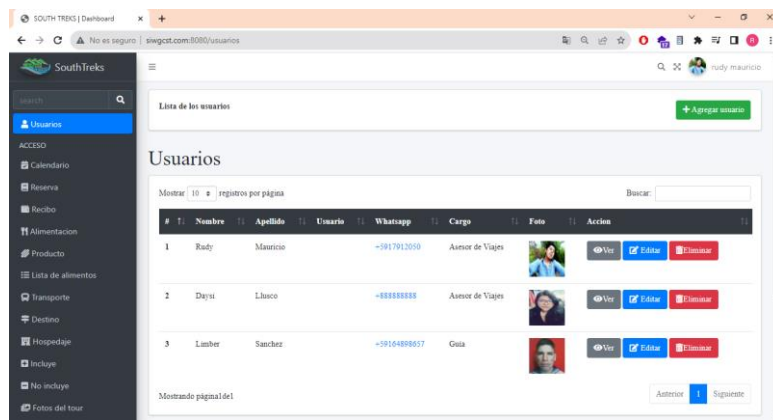 SOUTH TREKS | Dashboard
No es seguro | siwgcst.com:8080/usuarios
SouthTreks
rudy mauricio
search
Lista de los usuarios
Agregar usuario
Usuarios
ACCESO
Calendario
Reserva
Recibo
Alimentacion
Producto
Lista de alimentos
Transporte
Destino
Hospedaje
Incluye
No incluye
Fotos del tour
Usuarios
Mostrar 10 registros por página
Buscar:
# Nombre Apellido Usuario Whatsapp Cargo Foto Accion
1 Rudy Mauricio +5917912050 Asesor de Viajes Ver Editar Eliminar
2 Daysi Llusco +888888888 Asesor de Viajes Ver Editar Eliminar
3 Limber Sanchez +59164898657 Guia Ver Editar Eliminar
Mostrando página1de1
Anterior 1 Siguiente